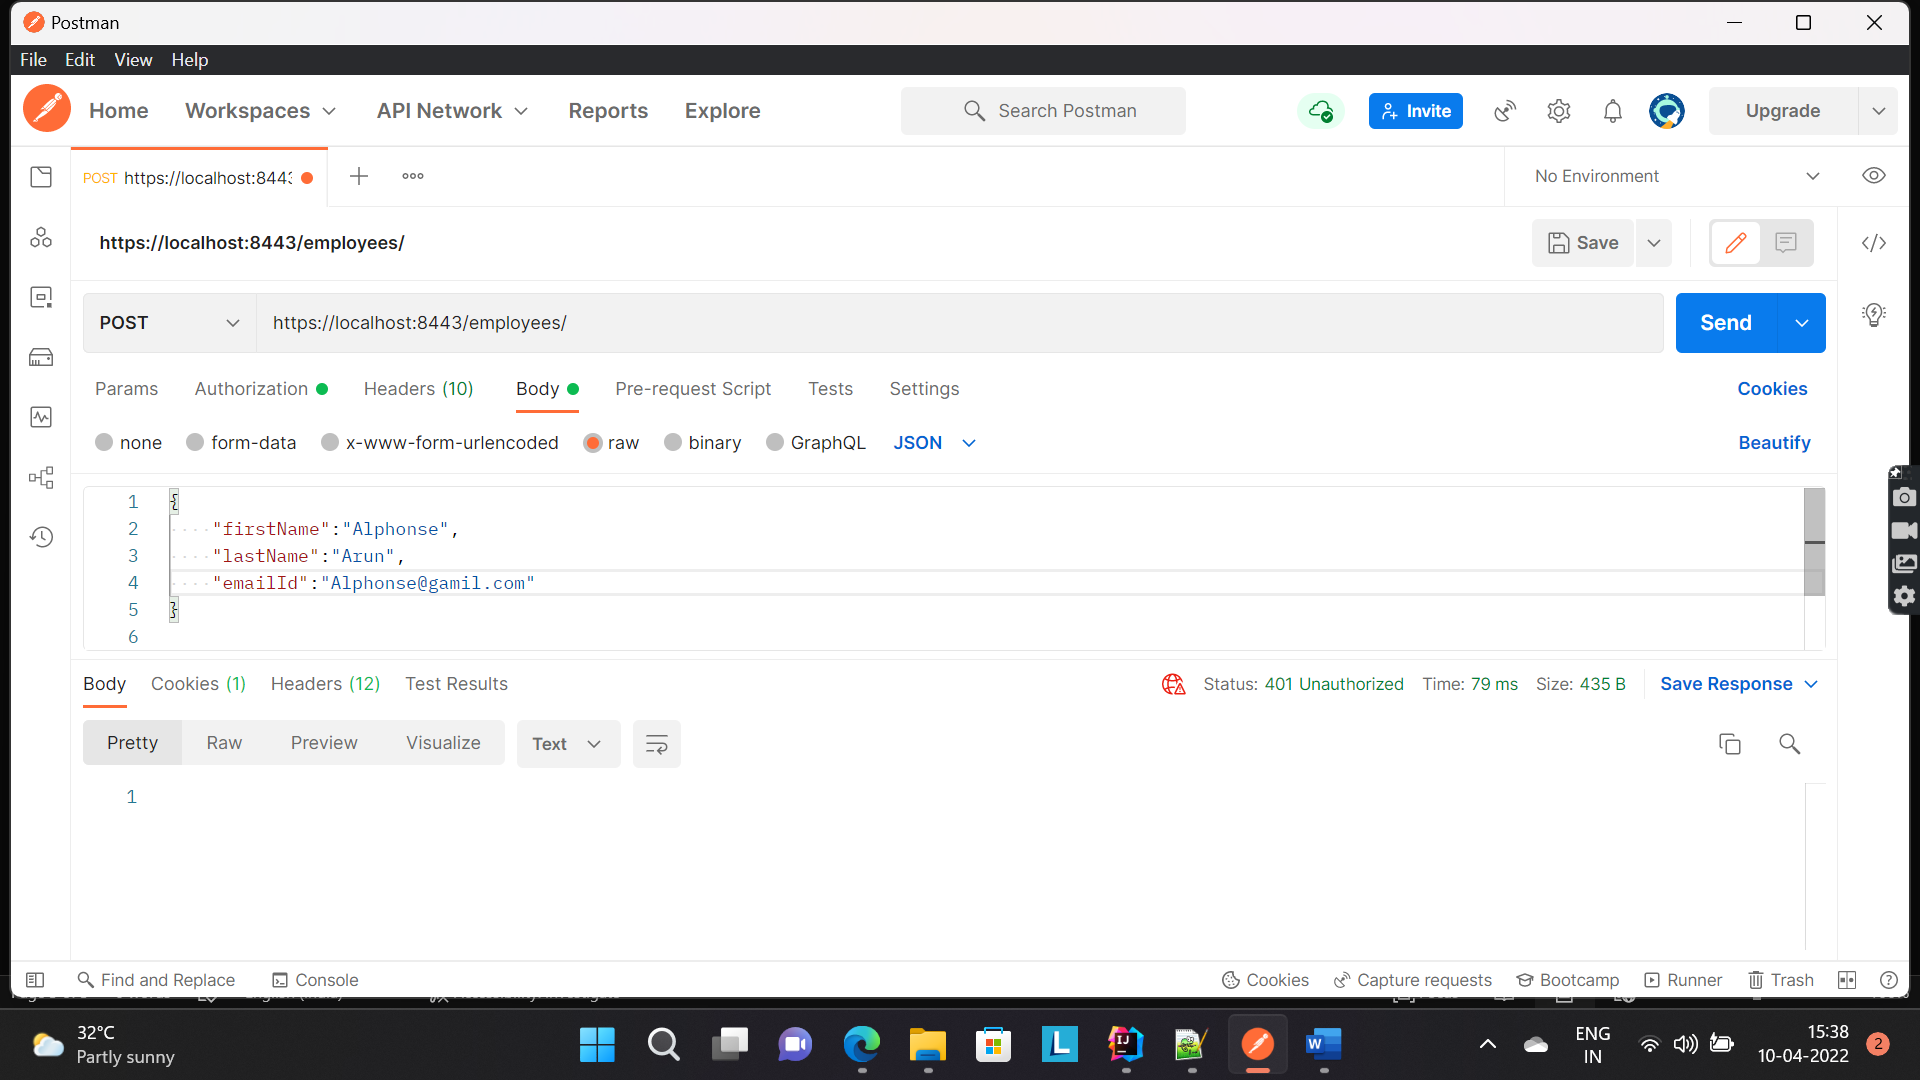 Postman
File Edit View Help
Home Workspaces API Network Reports Explore Search Postman Invite Upgrade
POST https://localhost:844 No Environment
https://localhost:8443/employees/ Save
POST https://localhost:8443/employees/ Send
Params Authorization Headers (10) Body Pre-request Script Tests Settings Cookies
none form-data x-www-form-urlencoded raw binary GraphQL JSON Beautify
1 {
2 "firstName":"Alphonse",
3 "lastName":"Arun",
4 "emailId":"Alphonse@gamil.com"
5 }
6
Body Cookies (1) Headers (12) Test Results Status: 401 Unauthorized Time: 79 ms Size: 435 B Save Response
Pretty Raw Preview Visualize Text
1
Find and Replace Console Cookies Capture requests Bootcamp Runner Trash
32°C
Partly sunny
ENG
IN
15:38
10-04-2022
2